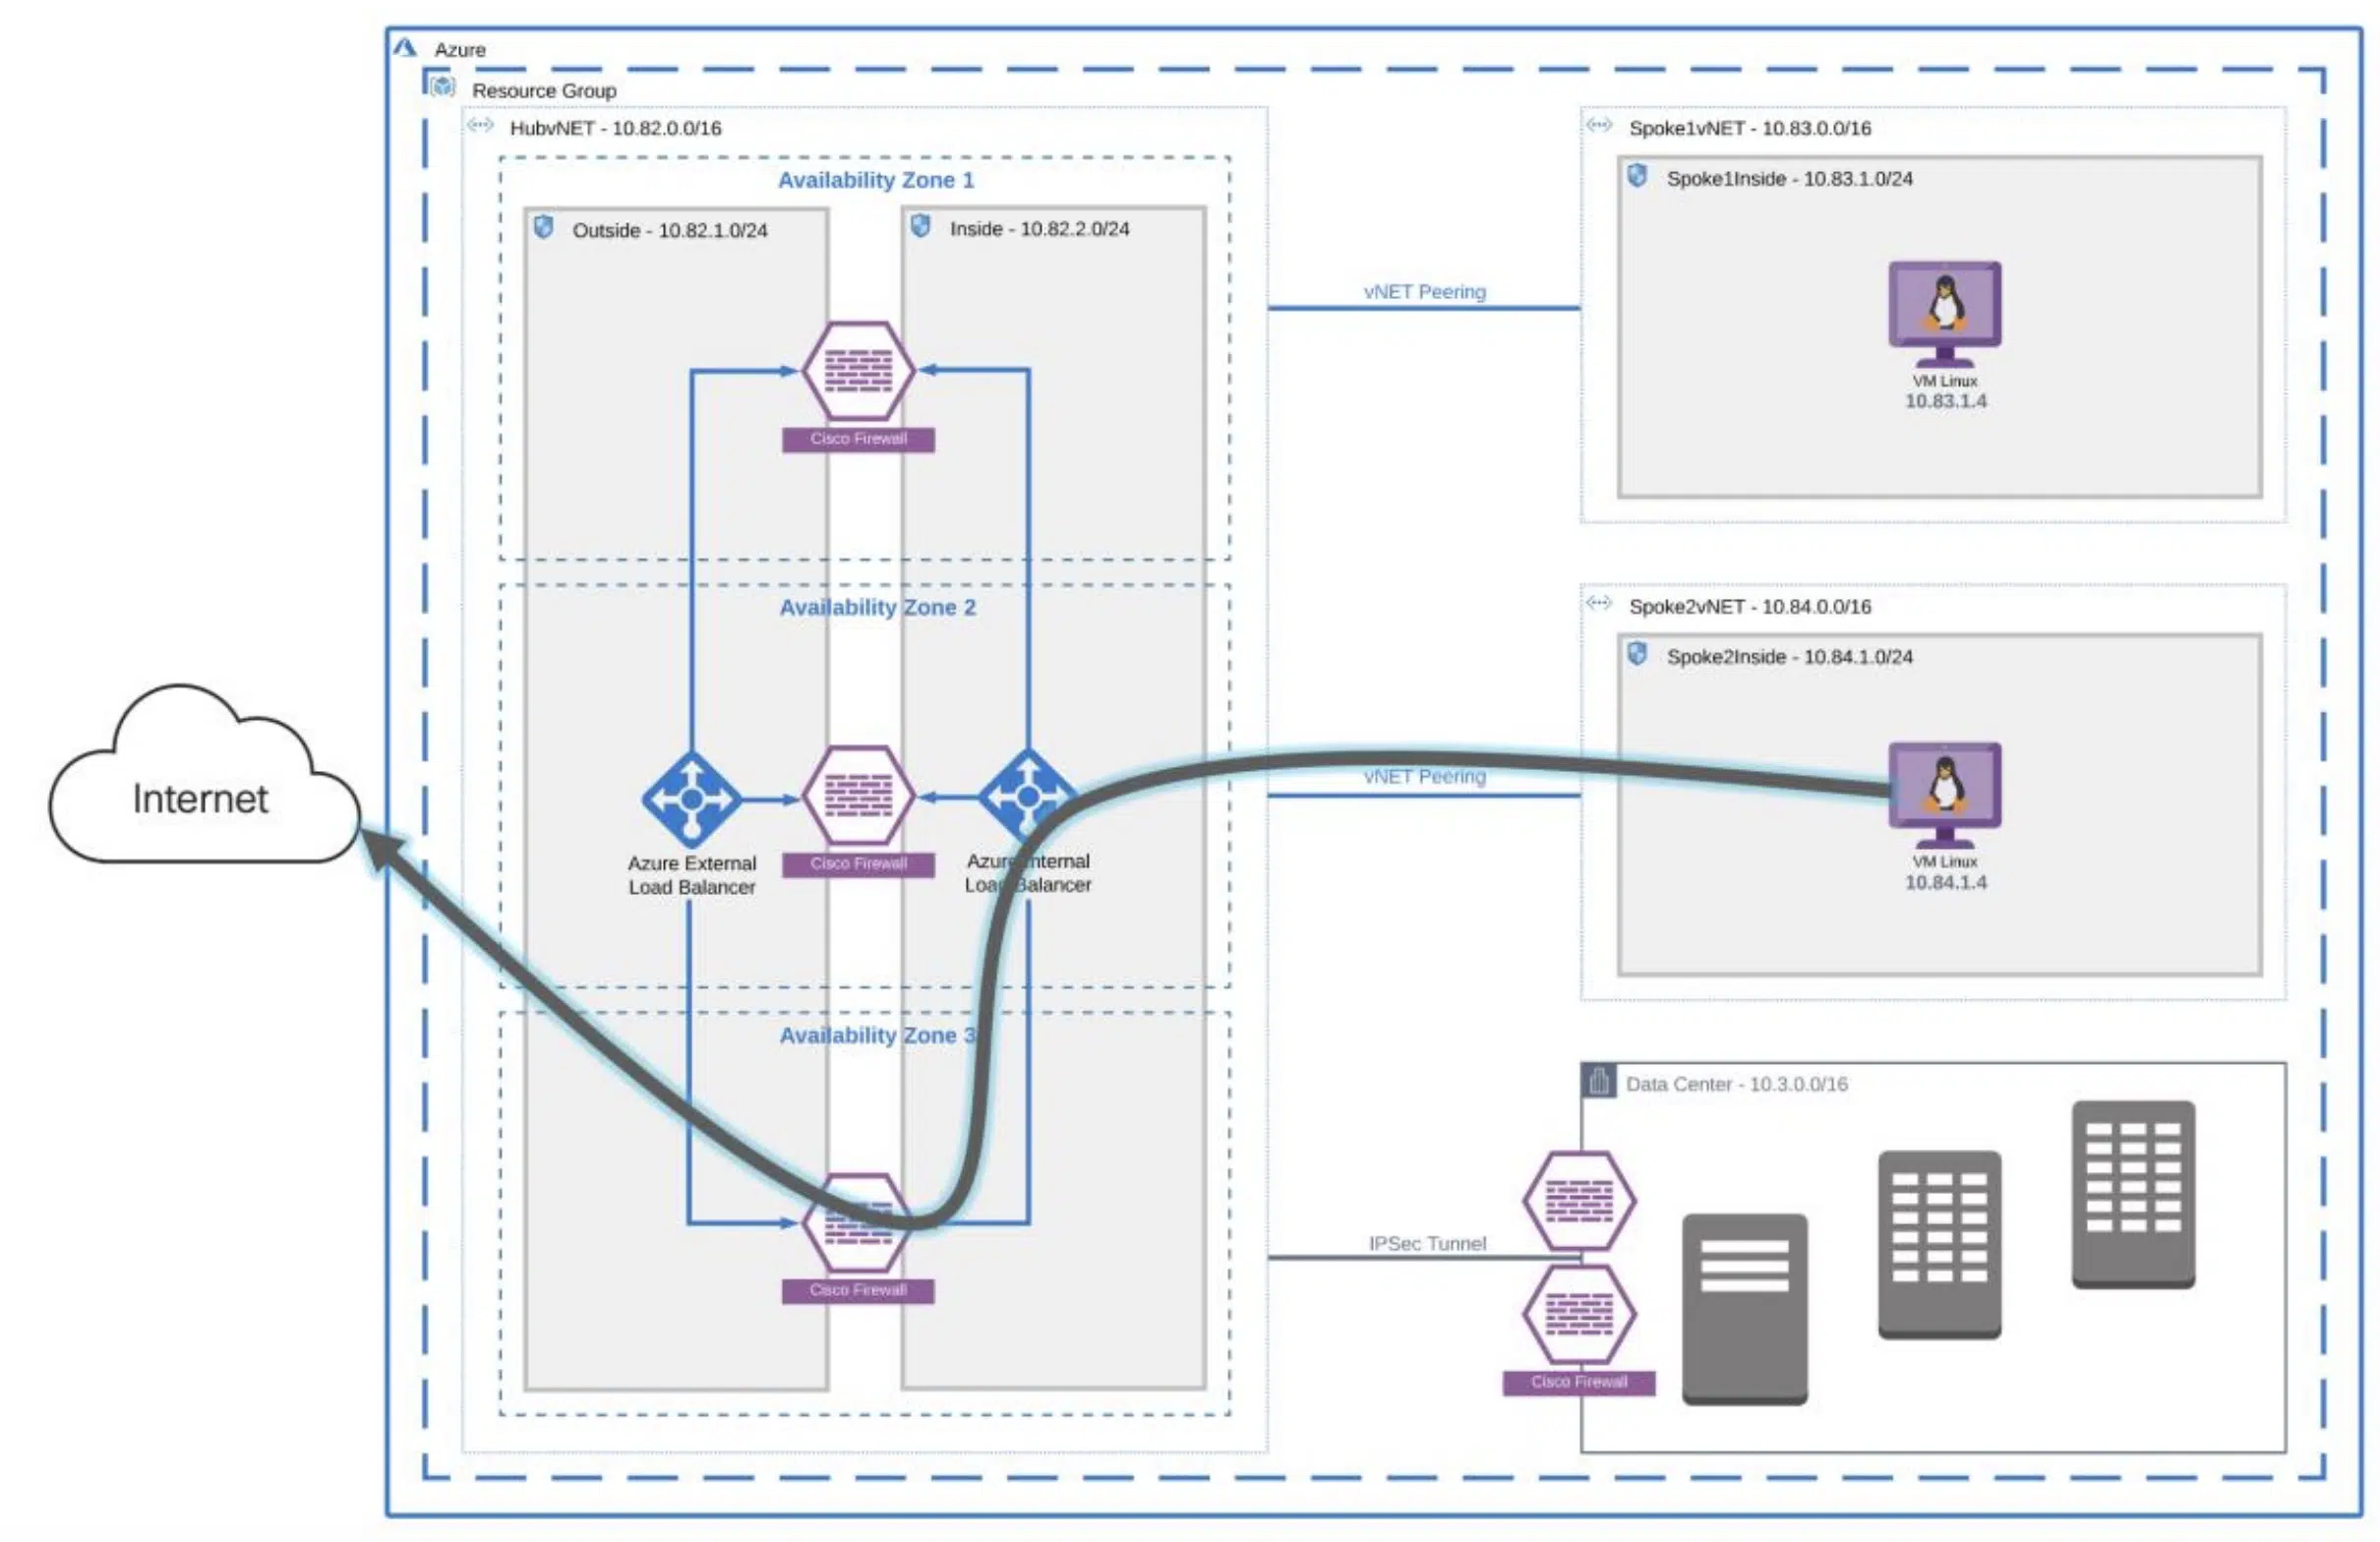 Azure
Resource Group
HubvNET - 10.82.0.0/16
Availability Zone 1
Outside - 10.82.1.0/24
Inside - 10.82.2.0/24
Cisco Firewall
Availability Zone 2
Azure External
Load Balancer
Cisco Firewall
Azure Internal
Load Balancer
Availability Zone 3
Cisco Firewall
Internet
vNET Peering
Spoke1vNET - 10.83.0.0/16
Spoke1Inside - 10.83.1.0/24
VM Linux
10.83.1.4
vNET Peering
Spoke2vNET - 10.84.0.0/16
Spoke2Inside - 10.84.1.0/24
VM Linux
10.84.1.4
IPSec Tunnel
Data Center - 10.3.0.0/16
Cisco Firewall